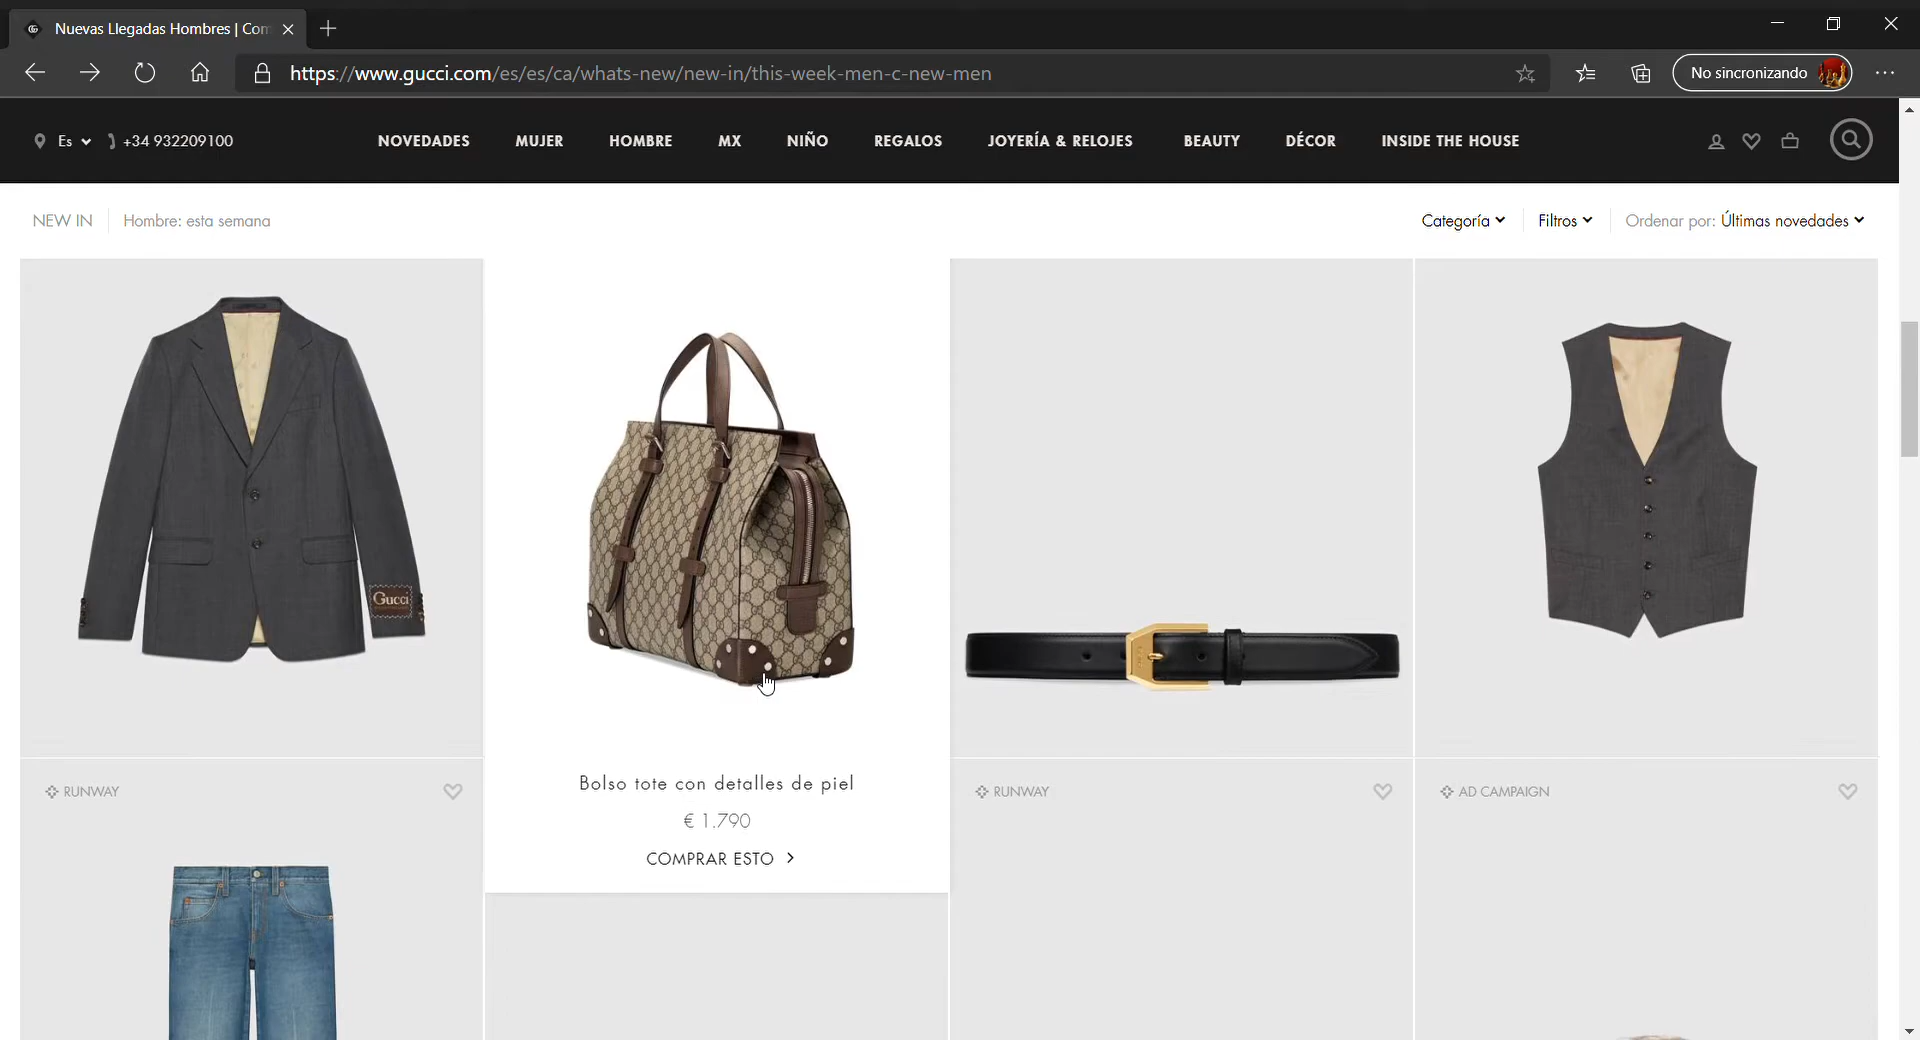 Nuevas Llegadas Hombres | Com
https://www.gucci.com/es/es/ca/whats-new/new-in/this-week-men-c-new-men
No sincronizando
Es
+34 932209100
NOVEDADES
MUJER
HOMBRE
MX
NIÑO
REGALOS
JOYERÍA & RELOJES
BEAUTY
DÉCOR
INSIDE THE HOUSE
NEW IN
Hombre: esta semana
Categoría
Filtros
Ordenar por: Últimas novedades
Gucci
Bolso tote con detalles de piel
€ 1.790
COMPRAR ESTO
RUNWAY
RUNWAY
AD CAMPAIGN